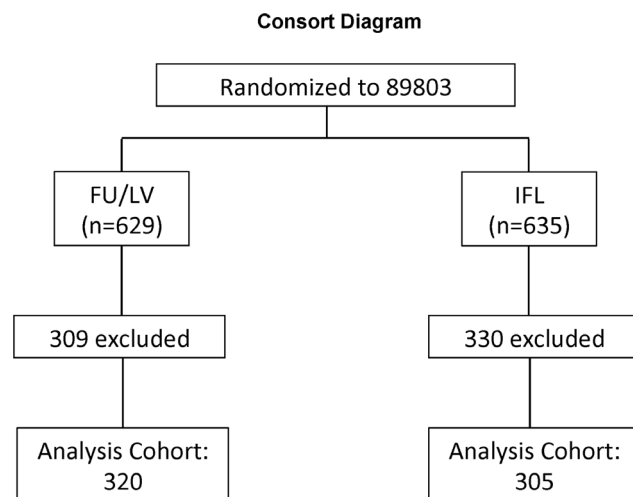 Consort Diagram
Randomized to 89803
FU/LV
(n=629)
IFL
(n=635)
309 excluded
330 excluded
Analysis Cohort:
320
Analysis Cohort:
305